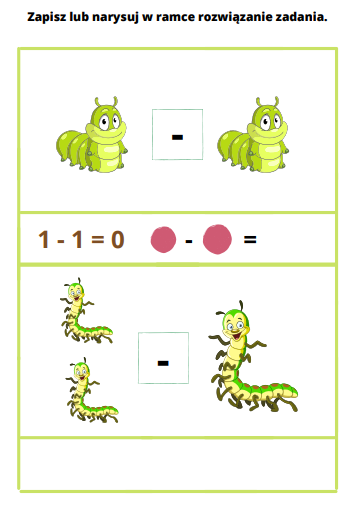 Zapisz lub narysuj w ramce rozwiązanie zadania.
-
1 - 1 = 0 - =
-